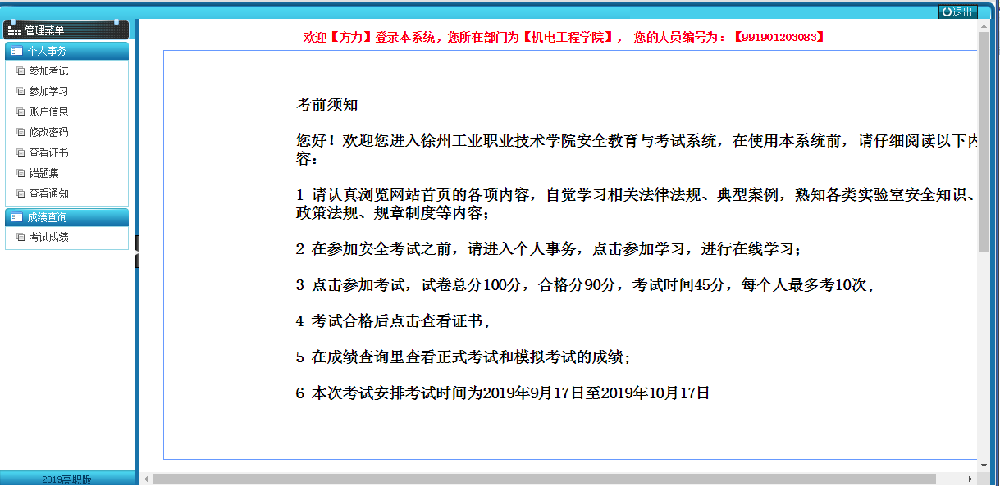 退出
管理菜单
欢迎【方力】登录本系统，您所在部门为【机电工程学院】， 您的人员编号为：【991901203083】
个人事务
参加考试
参加学习
账户信息
修改密码
查看证书
错题集
查看通知
成绩查询
考试成绩
2019高职版
考前须知
您好！欢迎您进入徐州工业职业技术学院安全教育与考试系统，在使用本系统前，请仔细阅读以下内
容：
1 请认真浏览网站首页的各项内容，自觉学习相关法律法规、典型案例，熟知各类实验室安全知识、
政策法规、规章制度等内容；
2 在参加安全考试之前，请进入个人事务，点击参加学习，进行在线学习；
3 点击参加考试，试卷总分100分，合格分90分，考试时间45分，每个人最多考10次；
4 考试合格后点击查看证书；
5 在成绩查询里查看正式考试和模拟考试的成绩；
6 本次考试安排考试时间为2019年9月17日至2019年10月17日